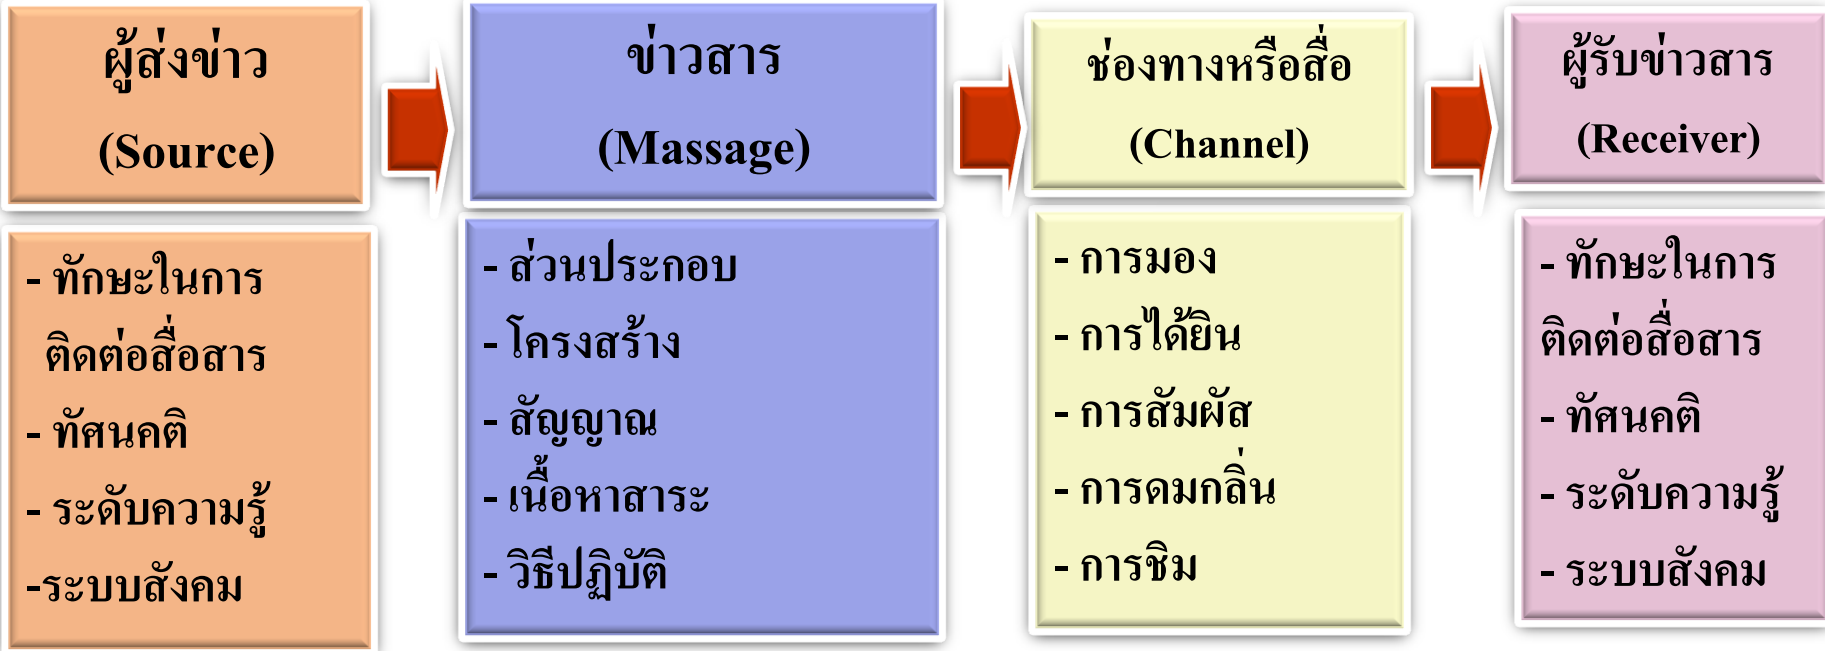 ผู้ส่งข่าว
(Source)
- ทักษะในการ
ติดต่อสื่อสาร
- ทัศนคติ
- ระดับความรู้
-ระบบสังคม
ข่าวสาร
(Massage)
- ส่วนประกอบ
- โครงสร้าง
- สัญญาณ
- เนื้อหาสาระ
- วิธีปฏิบัติ
ช่องทางหรือสื่อ
(Channel)
- การมอง
- การได้ยิน
- การสัมผัส
- การดมกลิ่น
- การชิม
ผู้รับข่าวสาร
(Receiver)
- ทักษะในการ
ติดต่อสื่อสาร
- ทัศนคติ
- ระดับความรู้
- ระบบสังคม